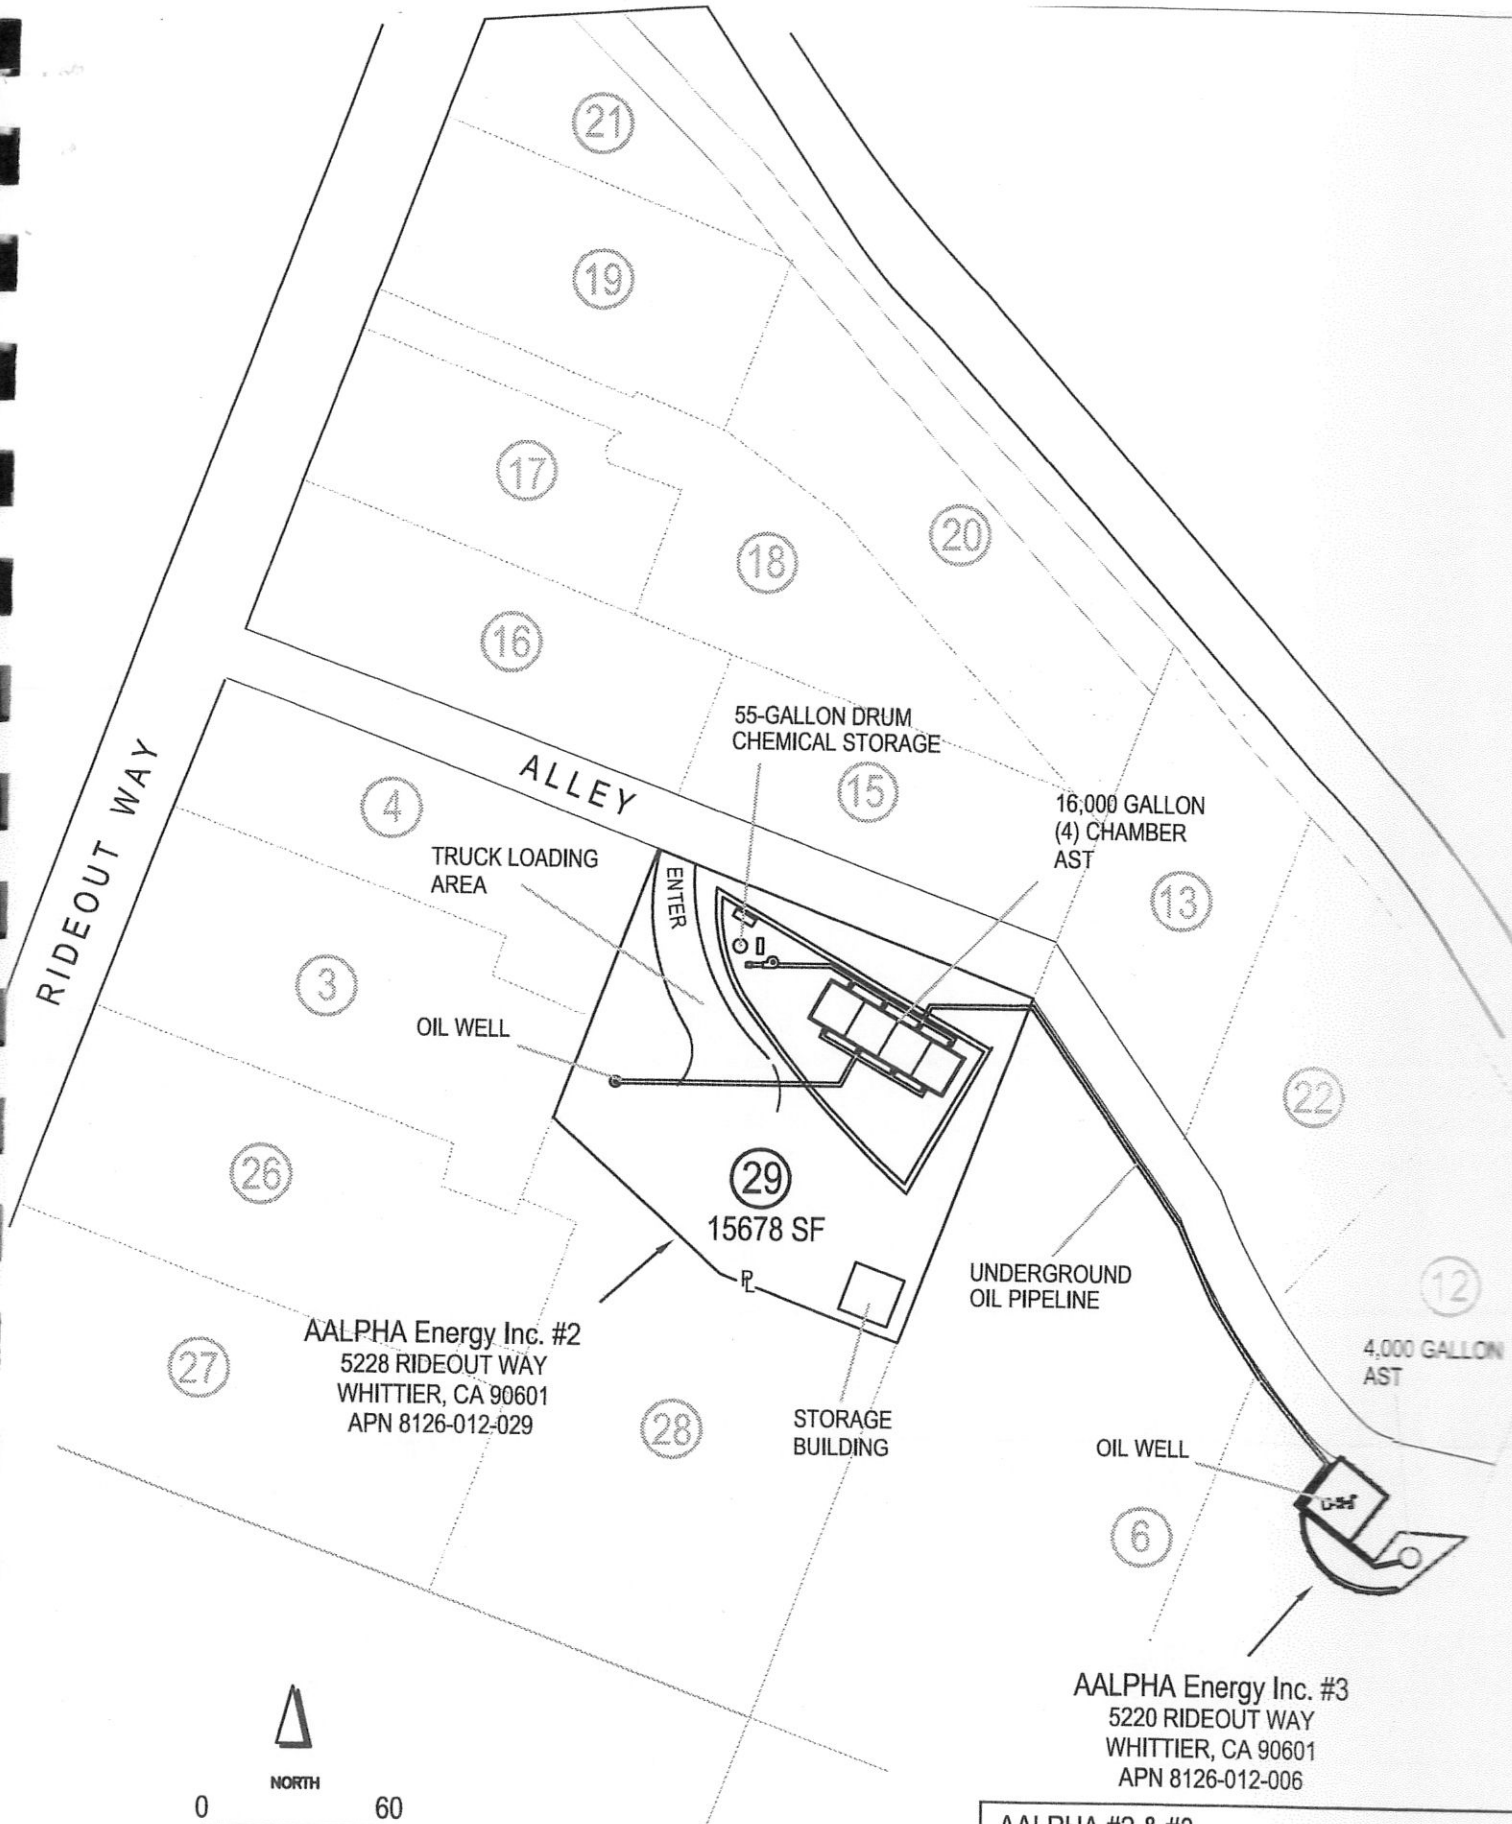 21
19
17
18
20
16
55-GALLON DRUM
CHEMICAL STORAGE
ALLEY
15
16,000 GALLON
(4) CHAMBER
AST
4
RIDEOUT WAY
TRUCK LOADING
AREA
ENTER
13
3
OIL WELL
22
26
29
15678 SF
UNDERGROUND
OIL PIPELINE
12
PL
AALPHA Energy Inc. #2
5228 RIDEOUT WAY
WHITTIER, CA 90601
APN 8126-012-029
4,000 GALLON
AST
27
28
STORAGE
BUILDING
OIL WELL
6
AALPHA Energy Inc. #3
5220 RIDEOUT WAY
WHITTIER, CA 90601
APN 8126-012-006
NORTH
0 60